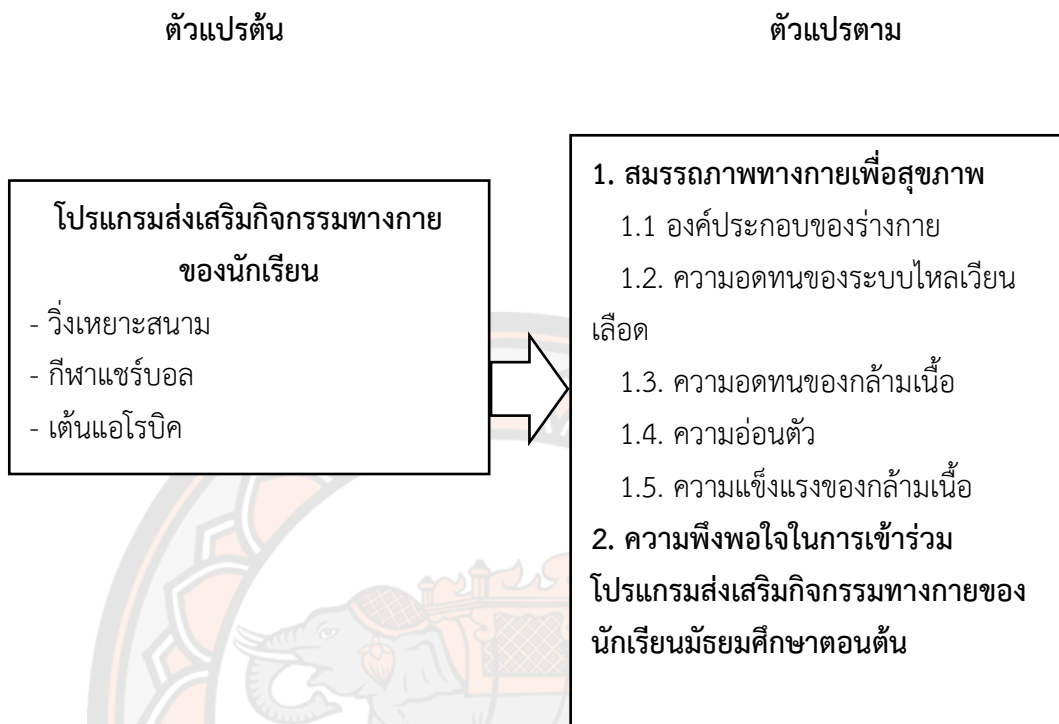 ตัวแปรต้น
ตัวแปรตาม
โปรแกรมส่งเสริมกิจกรรมทางกาย
ของนักเรียน
- วิ่งเหยาะสนาม
- กีฬาแชร์บอล
- เต้นแอโรบิค
1. สมรรถภาพทางกายเพื่อสุขภาพ
1.1 องค์ประกอบของร่างกาย
1.2. ความอดทนของระบบไหลเวียน
เลือด
1.3. ความอดทนของกล้ามเนื้อ
1.4. ความอ่อนตัว
1.5. ความแข็งแรงของกล้ามเนื้อ
2. ความพึงพอใจในการเข้าร่วม
โปรแกรมส่งเสริมกิจกรรมทางกายของ
นักเรียนมัธยมศึกษาตอนต้น